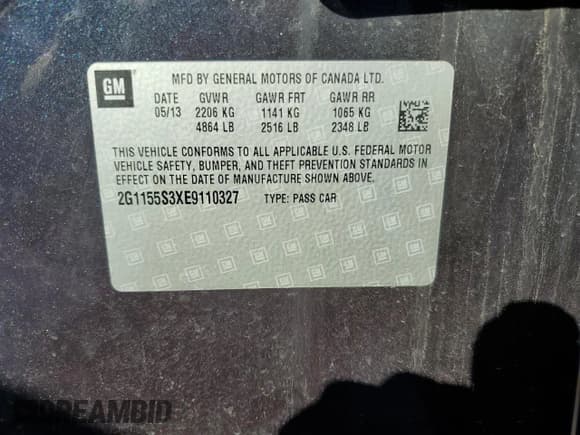 GM
MFD BY GENERAL MOTORS OF CANADA LTD.
DATE GVWR GAWR FRT GAWR RR
05/13 2206 KG 1141 KG 1065 KG
4864 LB 2516 LB 2348 LB
THIS VEHICLE CONFORMS TO ALL APPLICABLE U.S. FEDERAL MOTOR
VEHICLE SAFETY, BUMPER, AND THEFT PREVENTION STANDARDS IN
EFFECT ON THE DATE OF MANUFACTURE SHOWN ABOVE.
2G1155S3XE9110327 TYPE: PASS CAR
DREAMBID